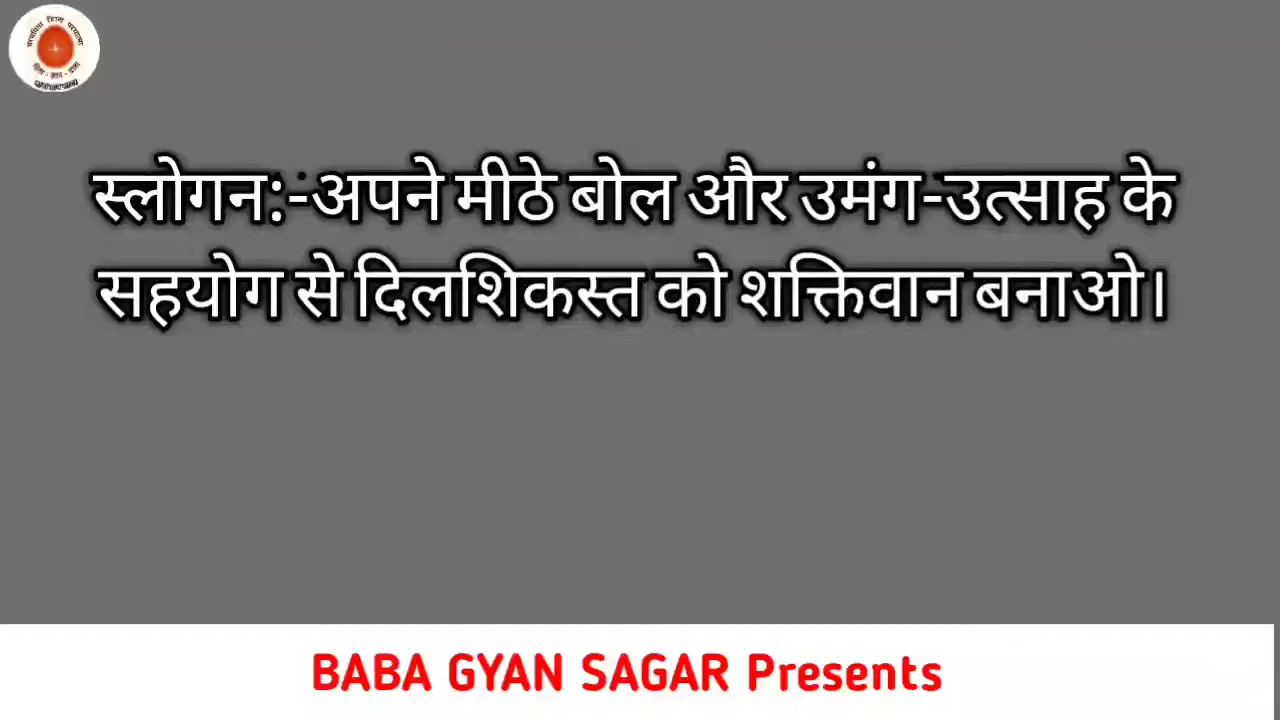 स्लोगन:-अपने मीठे बोल और उमंग-उत्साह के
सहयोग से दिलशिकस्त को शक्तिवान बनाओ।
BABA GYAN SAGAR Presents